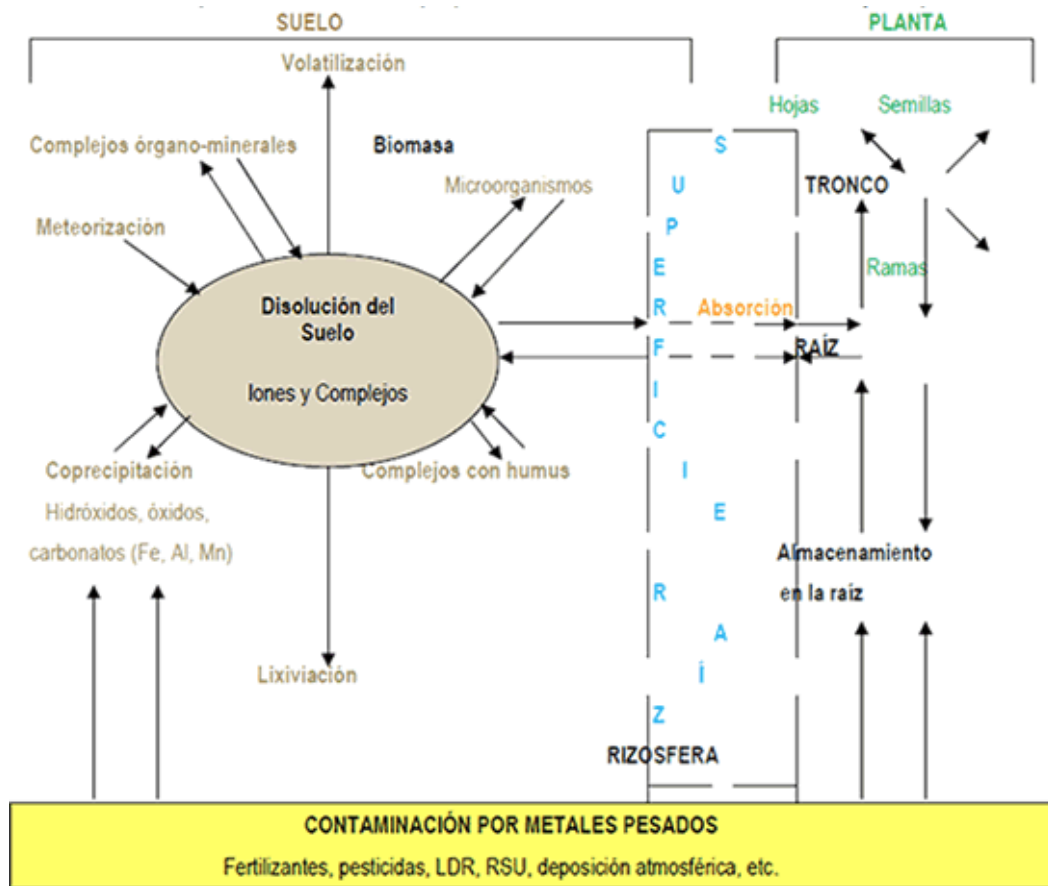 SUELO
PLANTA
Volatilización
Hojas
Semillas
Complejos órgano-minerales
Biomasa
Microorganismos
TRONCO
Meteorización
Ramas
Disolución del
Suelo
Absorción
RAÍZ
Iones y Complejos
SUPERFICIE RAÍZ
Coprecipitación
Complejos con humus
Hidróxidos, óxidos,
carbonatos (Fe, Al, Mn)
Almacenamiento
en la raíz
Lixiviación
RIZOSFERA
CONTAMINACIÓN POR METALES PESADOS
Fertilizantes, pesticidas, LDR, RSU, deposición atmosférica, etc.